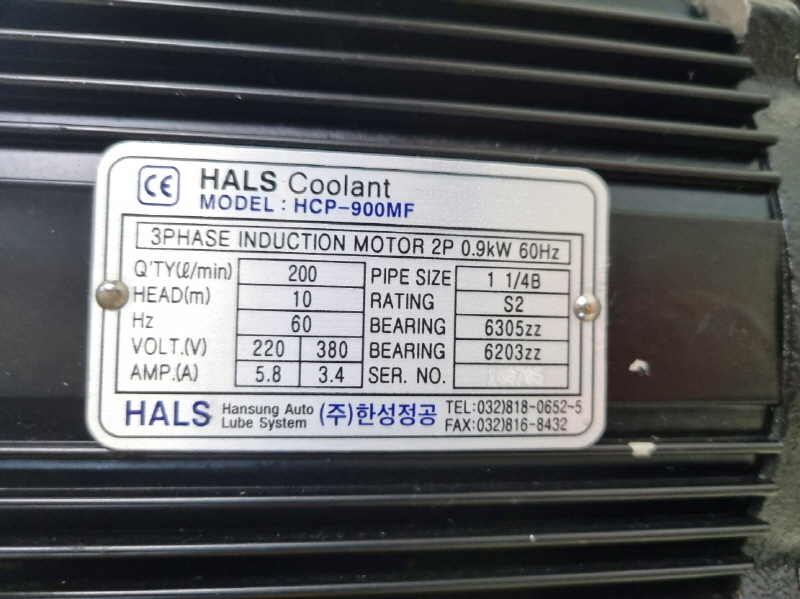 CE HALS Coolant
MODEL : HCP-900MF
3PHASE INDUCTION MOTOR 2P 0.9kW 60Hz
Q'TY(ℓ/min) 200 PIPE SIZE 1 1/4B
HEAD(m) 10 RATING S2
Hz 60 BEARING 6305zz
VOLT.(V) 220 380 BEARING 6203zz
AMP.(A) 5.8 3.4 SER. NO.
HALS Hansung Auto Lube System (주)한성정공 TEL:032)818-0652~5
FAX:032)816-8432